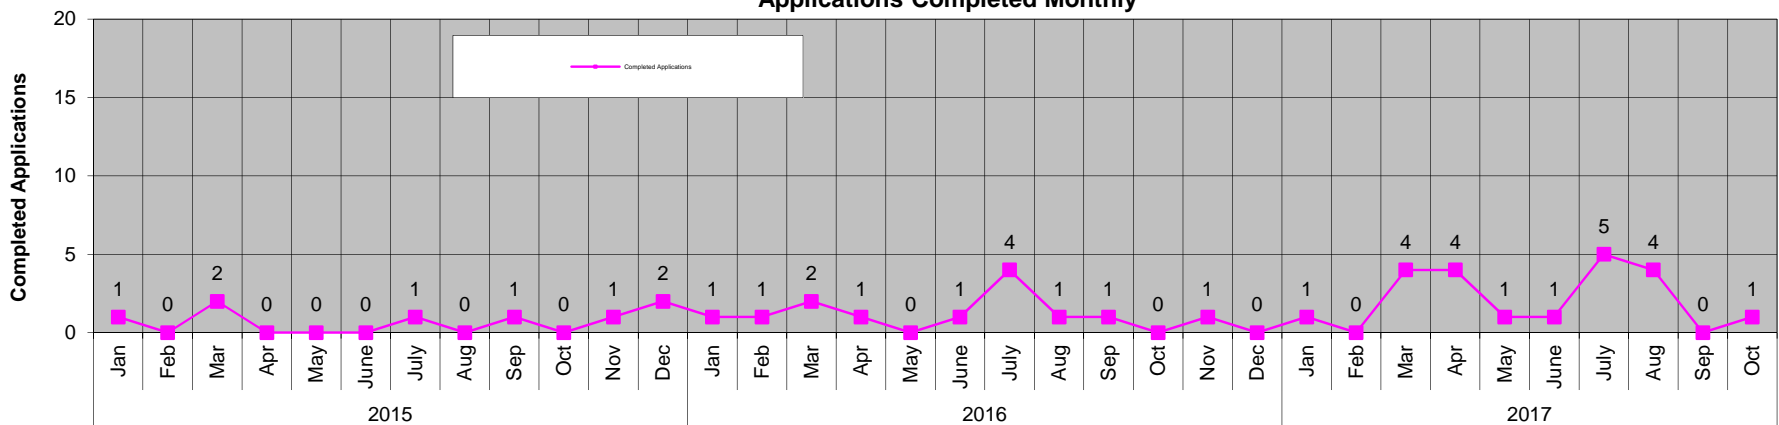 Applications Completed Monthly
Completed Applications
20
15
10
5
0
Completed Applications
1 0 2 0 0 0 1 0 1 0 1 2 1 1 2 1 0 1 4 1 1 0 1 0 1 0 4 4 1 1 5 4 0 1
Jan Feb Mar Apr May June July Aug Sep Oct Nov Dec Jan Feb Mar Apr May June July Aug Sep Oct Nov Dec Jan Feb Mar Apr May June July Aug Sep Oct
2015 2016 2017